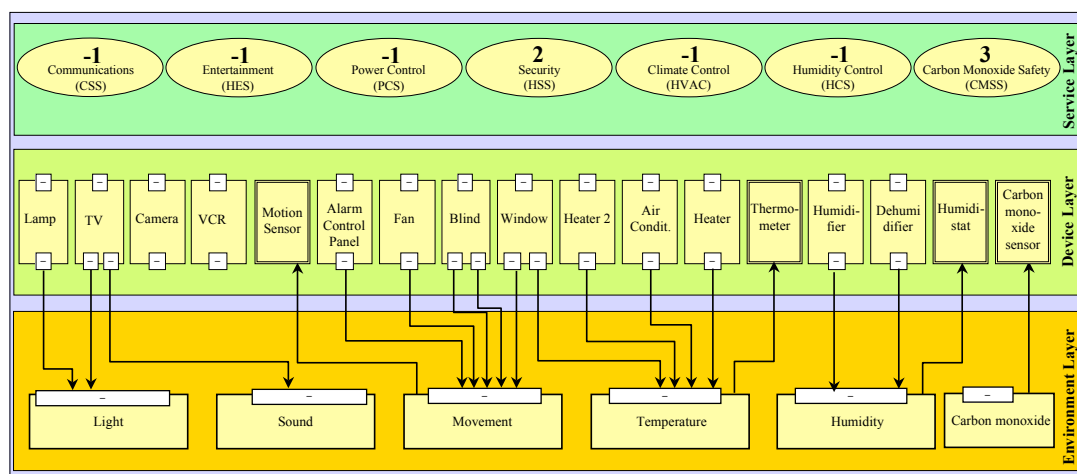 -1 -1 -1 2 -1 -1 3
Communications Entertainment Power Control Security Climate Control Humidity Control Carbon Monoxide Safety
(CSS) (HES) (PCS) (HSS) (HVAC) (HCS) (CMSS)
Service Layer
– – – – – – – – – – – – – –
Lamp
TV
Camera
VCR
Motion
Sensor
Alarm
Control
Panel
Fan
Blind
Window
Heater 2
Air
Condit.
Heater
Thermo-
meter
Humidi-
fier
Dehumi
difier
Humidi-
stat
Carbon
mono-
xide
sensor
– – – – – – – – – – – – – –
Device Layer
– – – – – –
Light
Sound
Movement
Temperature
Humidity
Carbon monoxide
Environment Layer